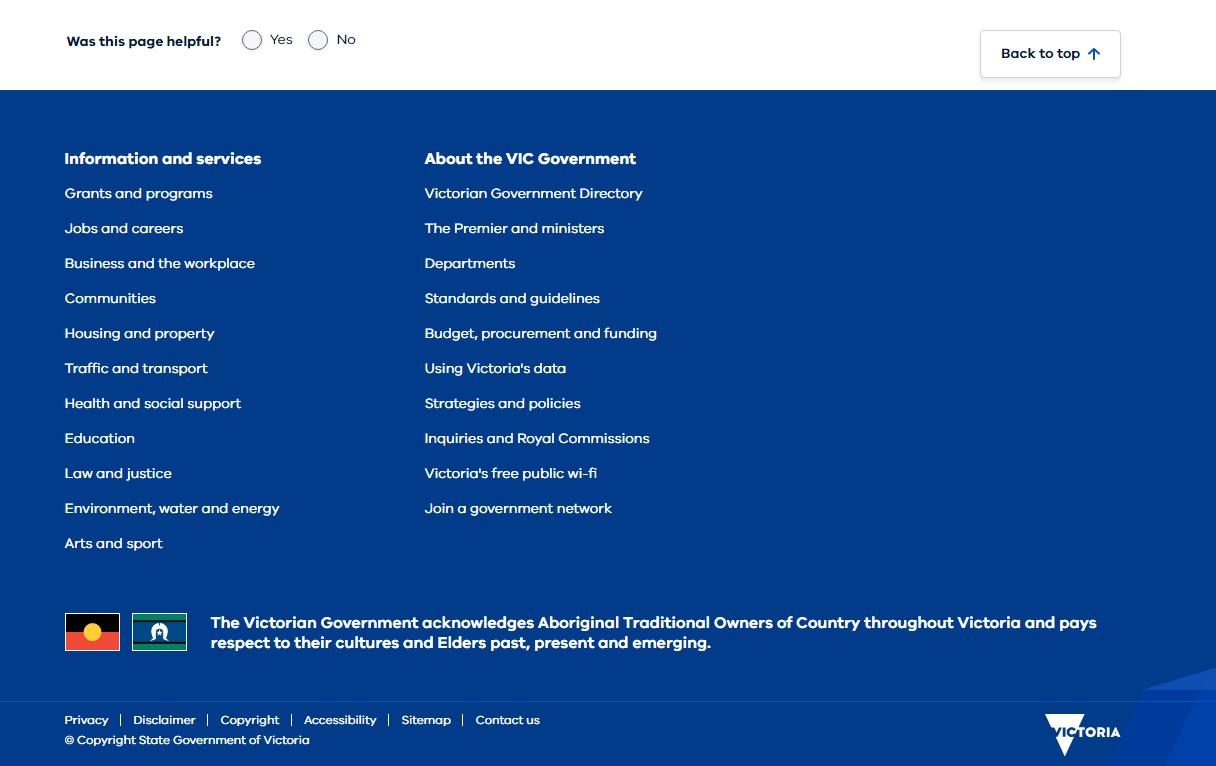 Was this page helpful? Yes No
Back to top
Information and services
Grants and programs
Jobs and careers
Business and the workplace
Communities
Housing and property
Traffic and transport
Health and social support
Education
Law and justice
Environment, water and energy
Arts and sport
About the VIC Government
Victorian Government Directory
The Premier and ministers
Departments
Standards and guidelines
Budget, procurement and funding
Using Victoria's data
Strategies and policies
Inquiries and Royal Commissions
Victoria's free public wi-fi
Join a government network
The Victorian Government acknowledges Aboriginal Traditional Owners of Country throughout Victoria and pays
respect to their cultures and Elders past, present and emerging.
Privacy Disclaimer Copyright Accessibility Sitemap Contact us
© Copyright State Government of Victoria
VICTORIA